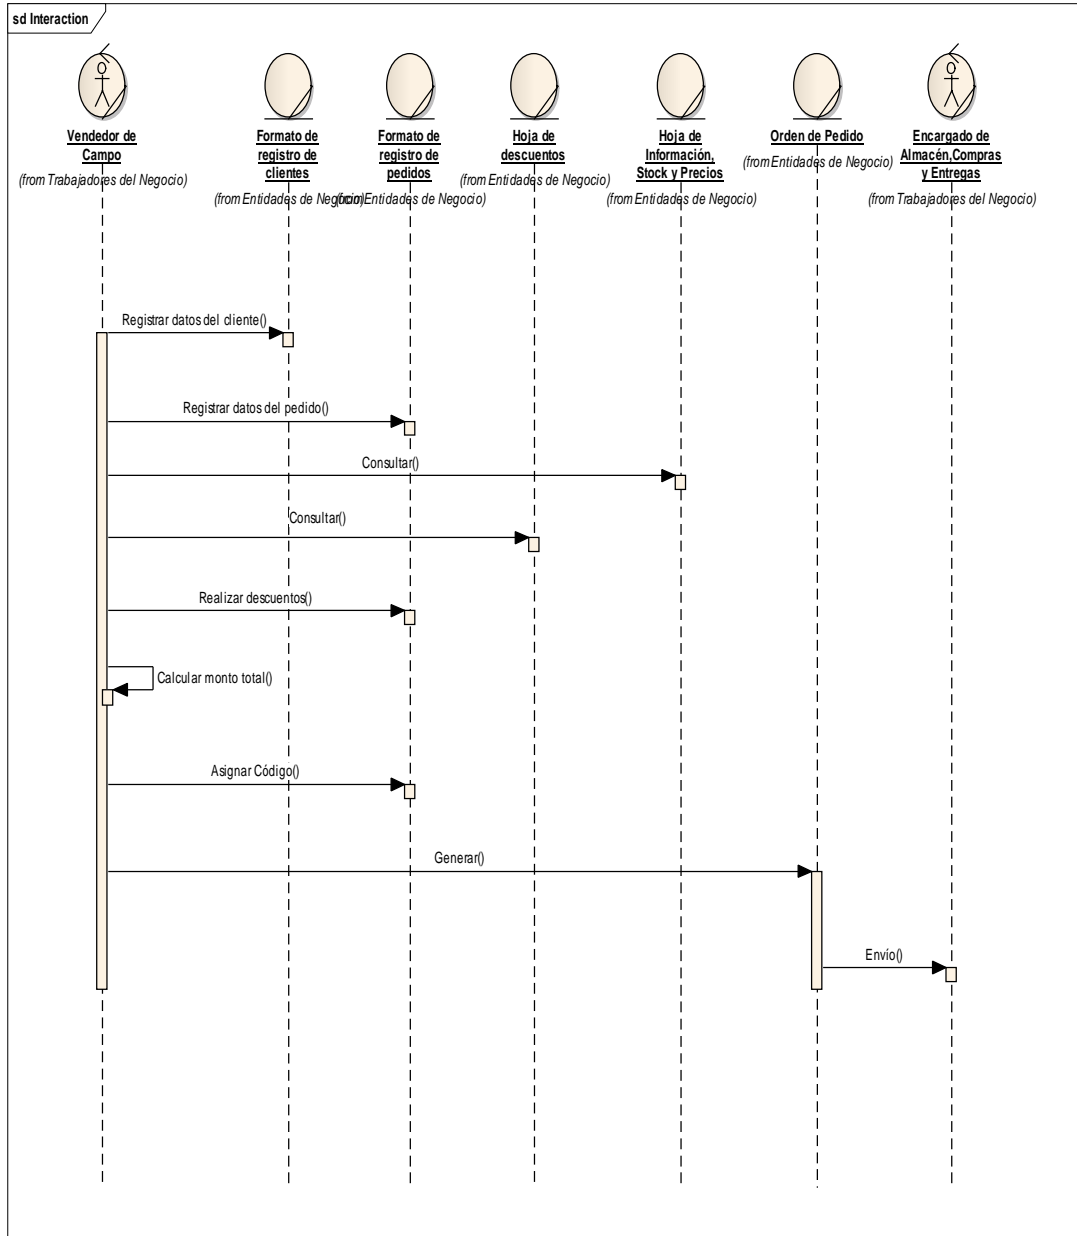 sd Interaction
Vendedor de
Campo
(from Trabajadores del Negocio)
Formato de
registro de
clientes
(from Entidades de Negocio)
Formato de
registro de
pedidos
(from Entidades de Negocio)
Hoja de
descuentos
(from Entidades de Negocio)
Hoja de
Información,
Stock y Precios
(from Entidades de Negocio)
Orden de Pedido
(from Entidades de Negocio)
Encargado de
Almacén,Compras
y Entregas
(from Trabajadores del Negocio)
Registrar datos del cliente()
Registrar datos del pedido()
Consultar()
Consultar()
Realizar descuentos()
Calcular monto total()
Asignar Código()
Generar()
Envío()